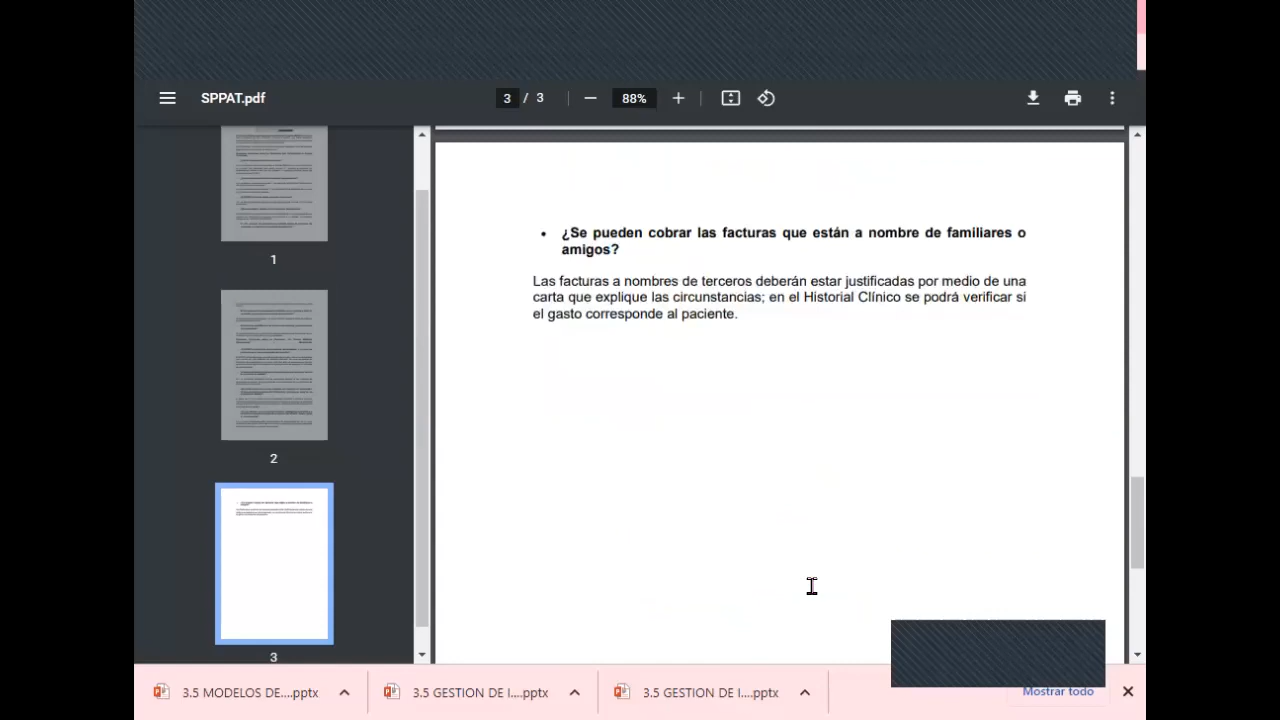 SPPAT.pdf
3 / 3
88%
1
2
3
• ¿Se pueden cobrar las facturas que están a nombre de familiares o
amigos?
Las facturas a nombres de terceros deberán estar justificadas por medio de una
carta que explique las circunstancias; en el Historial Clínico se podrá verificar si
el gasto corresponde al paciente.
3.5 MODELOS DE....pptx
3.5 GESTION DE I....pptx
3.5 GESTION DE I....pptx
Mostrar todo